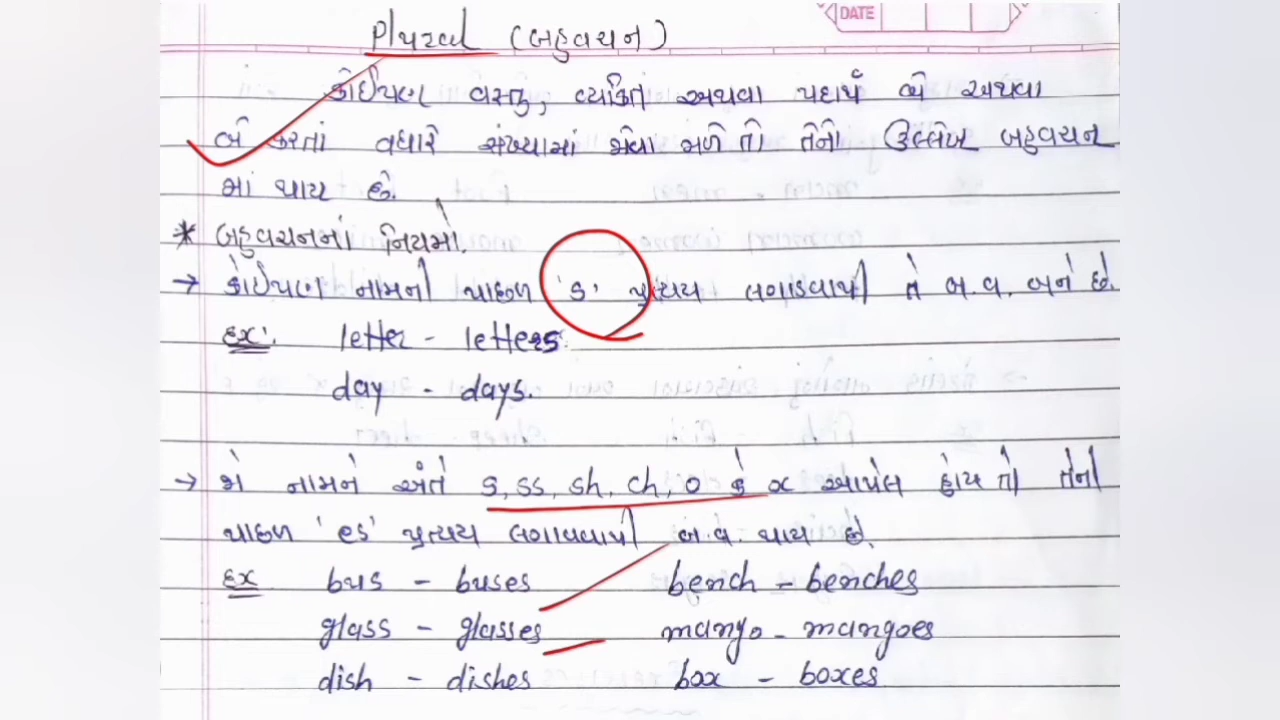 DATE
Plural (બહુવચન)
કોઈપણ વસ્તુ, વ્યકિત અથવા પદાર્થ બે અથવા
બે કરતાં વધારે સંખ્યામાં જોવા મળે તો તેનો ઉલ્લેખ બહુવચન
માં થાય છે.
* બહુવચનનાં નિયમો.
→ કોઈપણ નામની પાછળ 's' પ્રત્યય લગાડવાથી તે બ.વ. બને છે.
Ex: letter - letters
day - days.
→ જો નામને અંતે s, ss, sh, ch, o કે x આપેલ હોય તો તેની
પાછળ 'es' પ્રત્યય લગાવવાથી બ.વ. થાય છે.
Ex bus - buses bench - benches
glass - glasses mango - mangoes
dish - dishes box - boxes